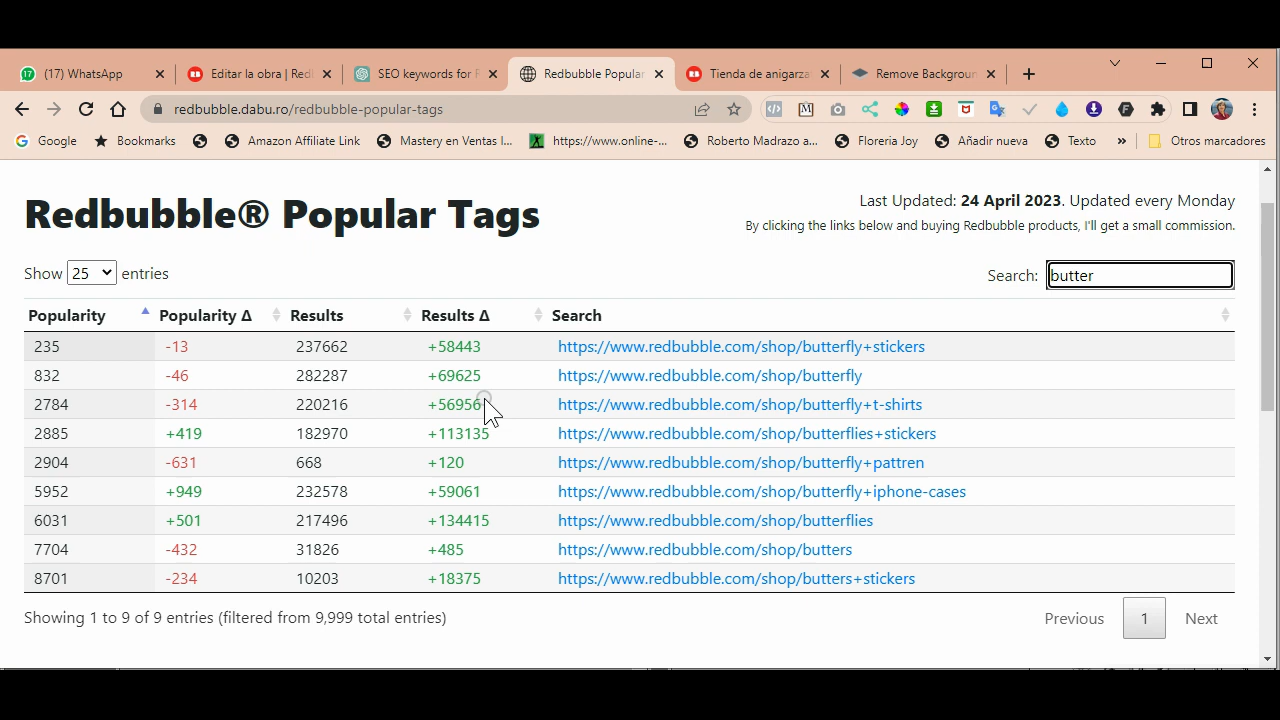 (17) WhatsApp
Editar la obra | Red
SEO keywords for R
Redbubble Popular
Tienda de anigarza
Remove Backgroun
redbubble.dabu.ro/redbubble-popular-tags
Google
Bookmarks
Amazon Affiliate Link
Mastery en Ventas l...
https://www.online-...
Roberto Madrazo a...
Floreria Joy
Añadir nueva
Texto
»
Otros marcadores
Redbubble® Popular Tags
Last Updated: 24 April 2023. Updated every Monday
By clicking the links below and buying Redbubble products, I'll get a small commission.
Show 25 entries
Search: butter
Popularity Popularity Δ Results Results Δ Search
235 -13 237662 +58443 https://www.redbubble.com/shop/butterfly+stickers
832 -46 282287 +69625 https://www.redbubble.com/shop/butterfly
2784 -314 220216 +56956 https://www.redbubble.com/shop/butterfly+t-shirts
2885 +419 182970 +113135 https://www.redbubble.com/shop/butterflies+stickers
2904 -631 668 +120 https://www.redbubble.com/shop/butterfly+pattren
5952 +949 232578 +59061 https://www.redbubble.com/shop/butterfly+iphone-cases
6031 +501 217496 +134415 https://www.redbubble.com/shop/butterflies
7704 -432 31826 +485 https://www.redbubble.com/shop/butters
8701 -234 10203 +18375 https://www.redbubble.com/shop/butters+stickers
Showing 1 to 9 of 9 entries (filtered from 9,999 total entries)
Previous 1 Next